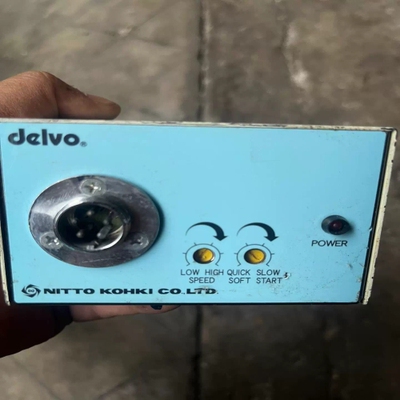 delvo®
POWER
LOW HIGH QUICK SLOW
SPEED SOFT START
NITTO KOHKI CO.LTD